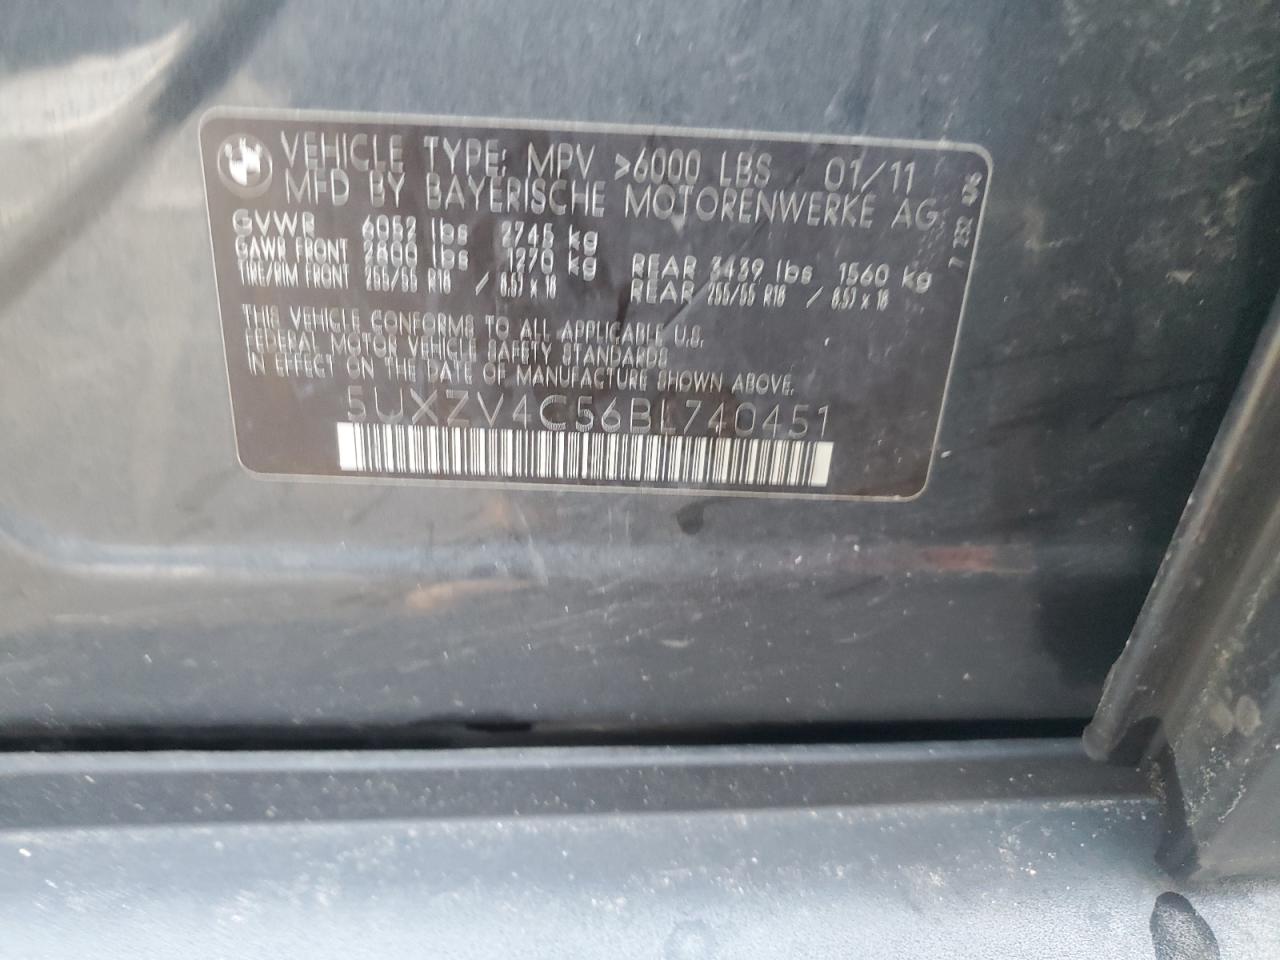 VEHICLE TYPE: MPV >6000 LBS 01/11
MFD BY BAYERISCHE MOTORENWERKE AG
GVWR 6052 lbs 2745 kg
GAWR FRONT 2800 lbs 1270 kg REAR 3439 lbs 1560 kg
TIRE/RIM FRONT 255/55 R18 / 8.5J x 18 REAR 255/55 R18 / 8.5J x 18
THIS VEHICLE CONFORMS TO ALL APPLICABLE U.S.
FEDERAL MOTOR VEHICLE SAFETY STANDARDS
IN EFFECT ON THE DATE OF MANUFACTURE SHOWN ABOVE.
5UXZV4C56BL740451
7 232